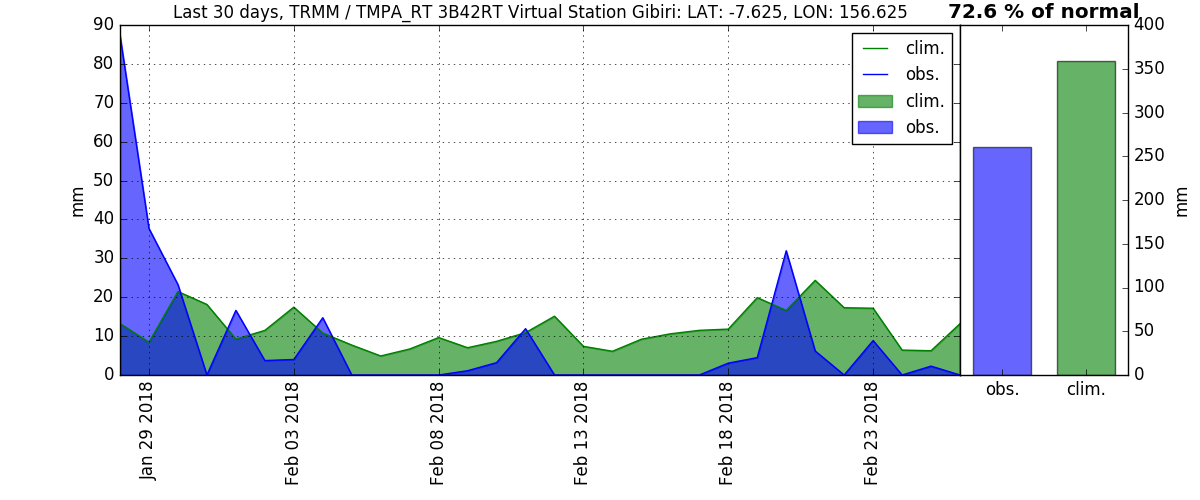 Last 30 days, TRMM / TMPA_RT 3B42RT Virtual Station Gibiri: LAT: -7.625, LON: 156.625
72.6 % of normal
90
80
70
60
50
40
30
20
10
0
mm
clim.
obs.
clim.
obs.
Jan 29 2018
Feb 03 2018
Feb 08 2018
Feb 13 2018
Feb 18 2018
Feb 23 2018
400
350
300
250
200
150
100
50
0
mm
obs.
clim.